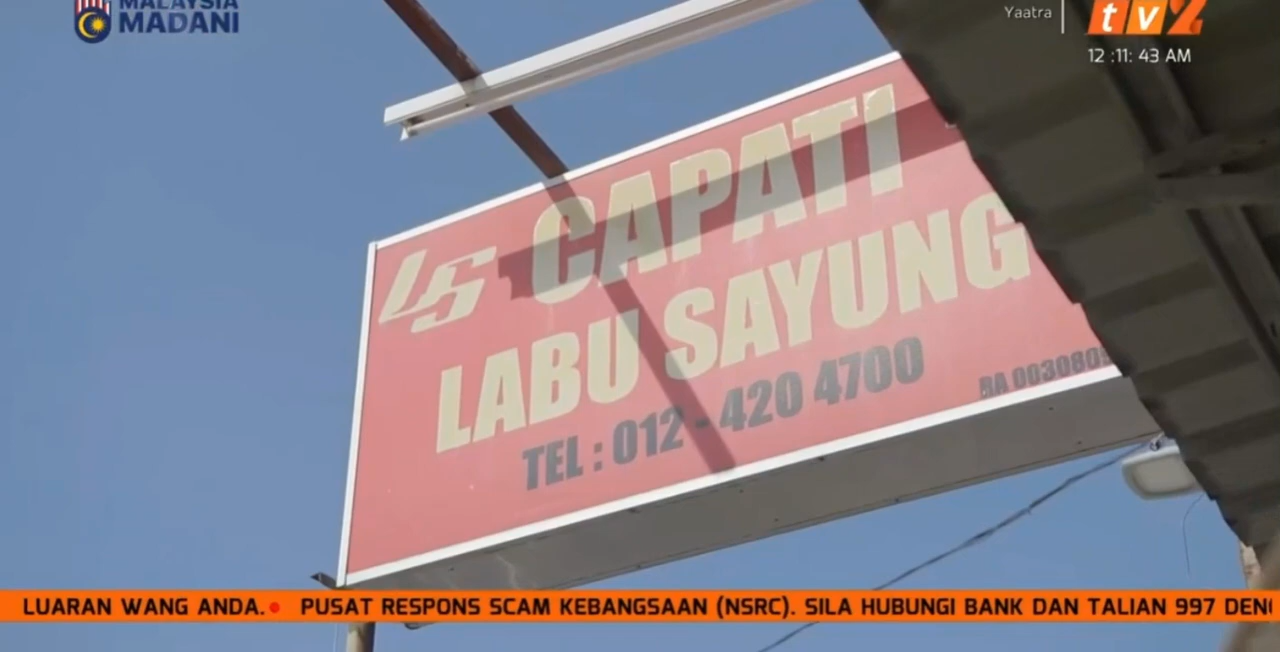 MALAYSIA
MADANI
Yaatra
tv2
12 :11: 43 AM
LS CAPATI
LABU SAYUNG
TEL : 012 - 420 4700
LUARAN WANG ANDA. PUSAT RESPONS SCAM KEBANGSAAN (NSRC). SILA HUBUNGI BANK DAN TALIAN 997